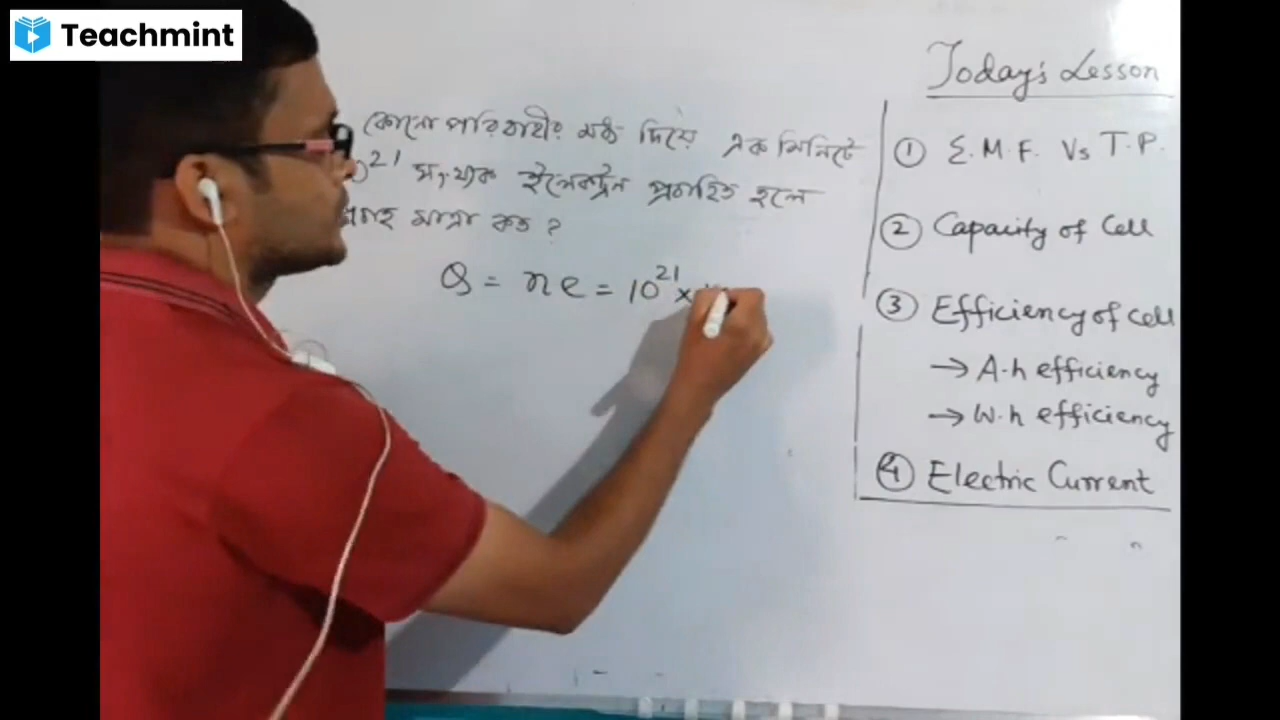 Teachmint
কোনো পরিবাহীর মধ্য দিয়ে এক মিনিটে
²¹ সংখ্যক ইলেকট্রন প্রবাহিত হলে
মাত্রা কত ?
Q = ne = 10²¹ ×
Today's Lesson
① E.M.F. Vs T.P.
② Capacity of Cell
③ Efficiency of Cell
→ A.h efficiency
→ W.h efficiency
④ Electric Current